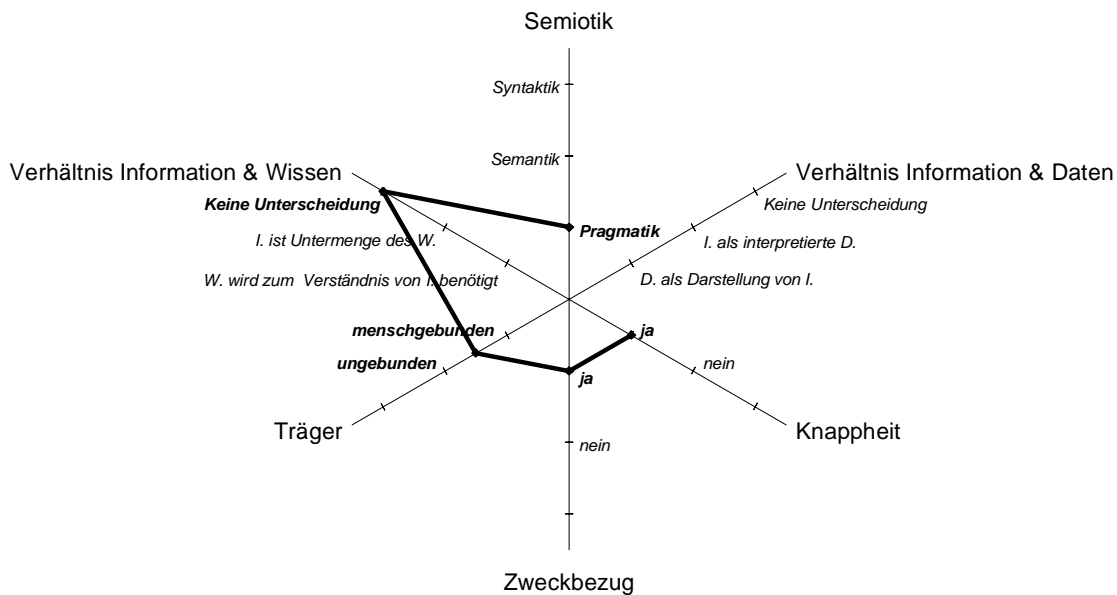 Semiotik
Syntaktik
Semantik
Verhältnis Information & Wissen
Verhältnis Information & Daten
Keine Unterscheidung
Keine Unterscheidung
Pragmatik
I. ist Untermenge des W.
I. als interpretierte D.
W. wird zum Verständnis von I. benötigt
D. als Darstellung von I.
menschgebunden
ja
ungebunden
nein
ja
Träger
Knappheit
nein
Zweckbezug